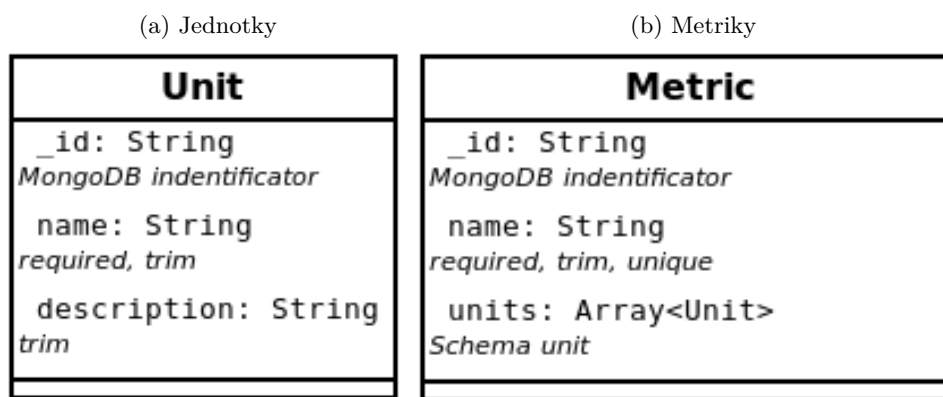 (a) Jednotky
Unit
_id: String
MongoDB indentificator
name: String
required, trim
description: String
trim
(b) Metriky
Metric
_id: String
MongoDB indentificator
name: String
required, trim, unique
units: Array<Unit>
Schema unit